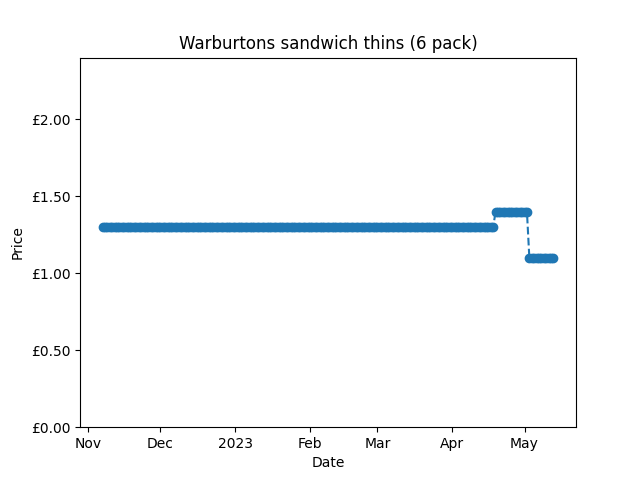 Warburtons sandwich thins (6 pack)
£2.00
£1.50
£1.00
£0.50
£0.00
Price
Nov Dec 2023 Feb Mar Apr May
Date